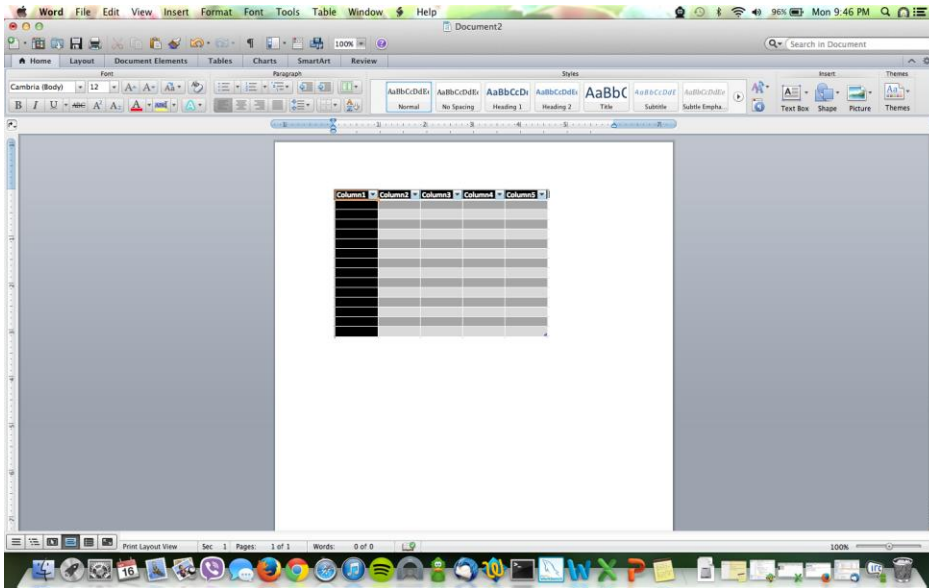 Word File Edit View Insert Format Font Tools Table Window Help 96% Mon 9:46 PM
Document2
100% Search in Document
Home Layout Document Elements Tables Charts SmartArt Review
Font Paragraph Styles Insert Themes
Cambria (Body) 12 A A Aa
AaBbCcDdEe AaBbCcDdEe AaBbCcDc AaBbCcDdEe AaBbC AaBbCcDdE AaBbCcDdEe
B I U ABC A A A
Normal No Spacing Heading 1 Heading 2 Title Subtitle Subtle Empha... Text Box Shape Picture Themes
Column1 Column2 Column3 Column4 Column5
Print Layout View Sec 1 Pages: 1 of 1 Words: 0 of 0 100%
16 W X P